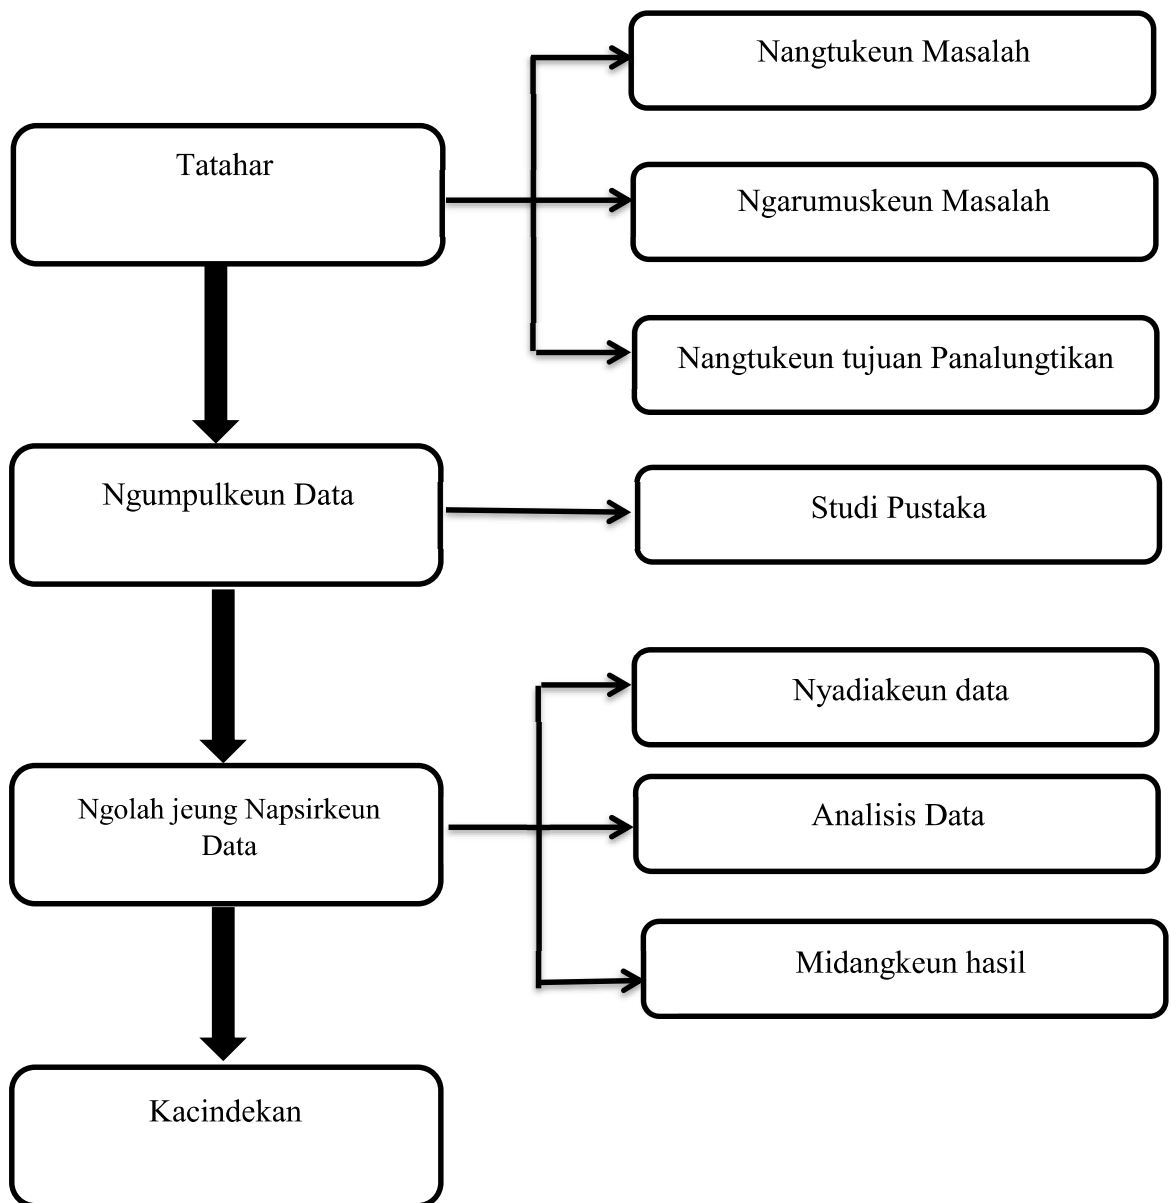 Tatahar
Nangtukeun Masalah
Ngarumuskeun Masalah
Nangtukeun tujuan Panalungtikan
Ngumpulkeun Data
Studi Pustaka
Ngolah jeung Napsirkeun
Data
Nyadiakeun data
Analisis Data
Midangkeun hasil
Kacindekan